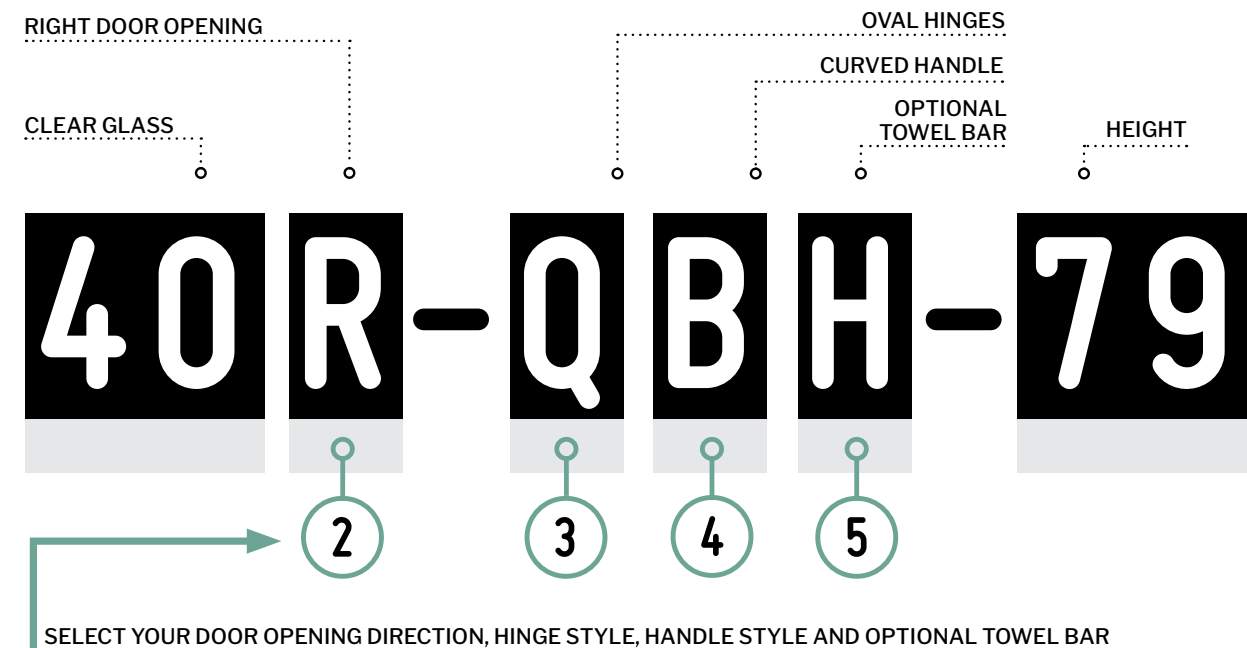 RIGHT DOOR OPENING
OVAL HINGES
CURVED HANDLE
OPTIONAL
TOWEL BAR
CLEAR GLASS
HEIGHT
40R-QBH-79
2 3 4 5
SELECT YOUR DOOR OPENING DIRECTION, HINGE STYLE, HANDLE STYLE AND OPTIONAL TOWEL BAR